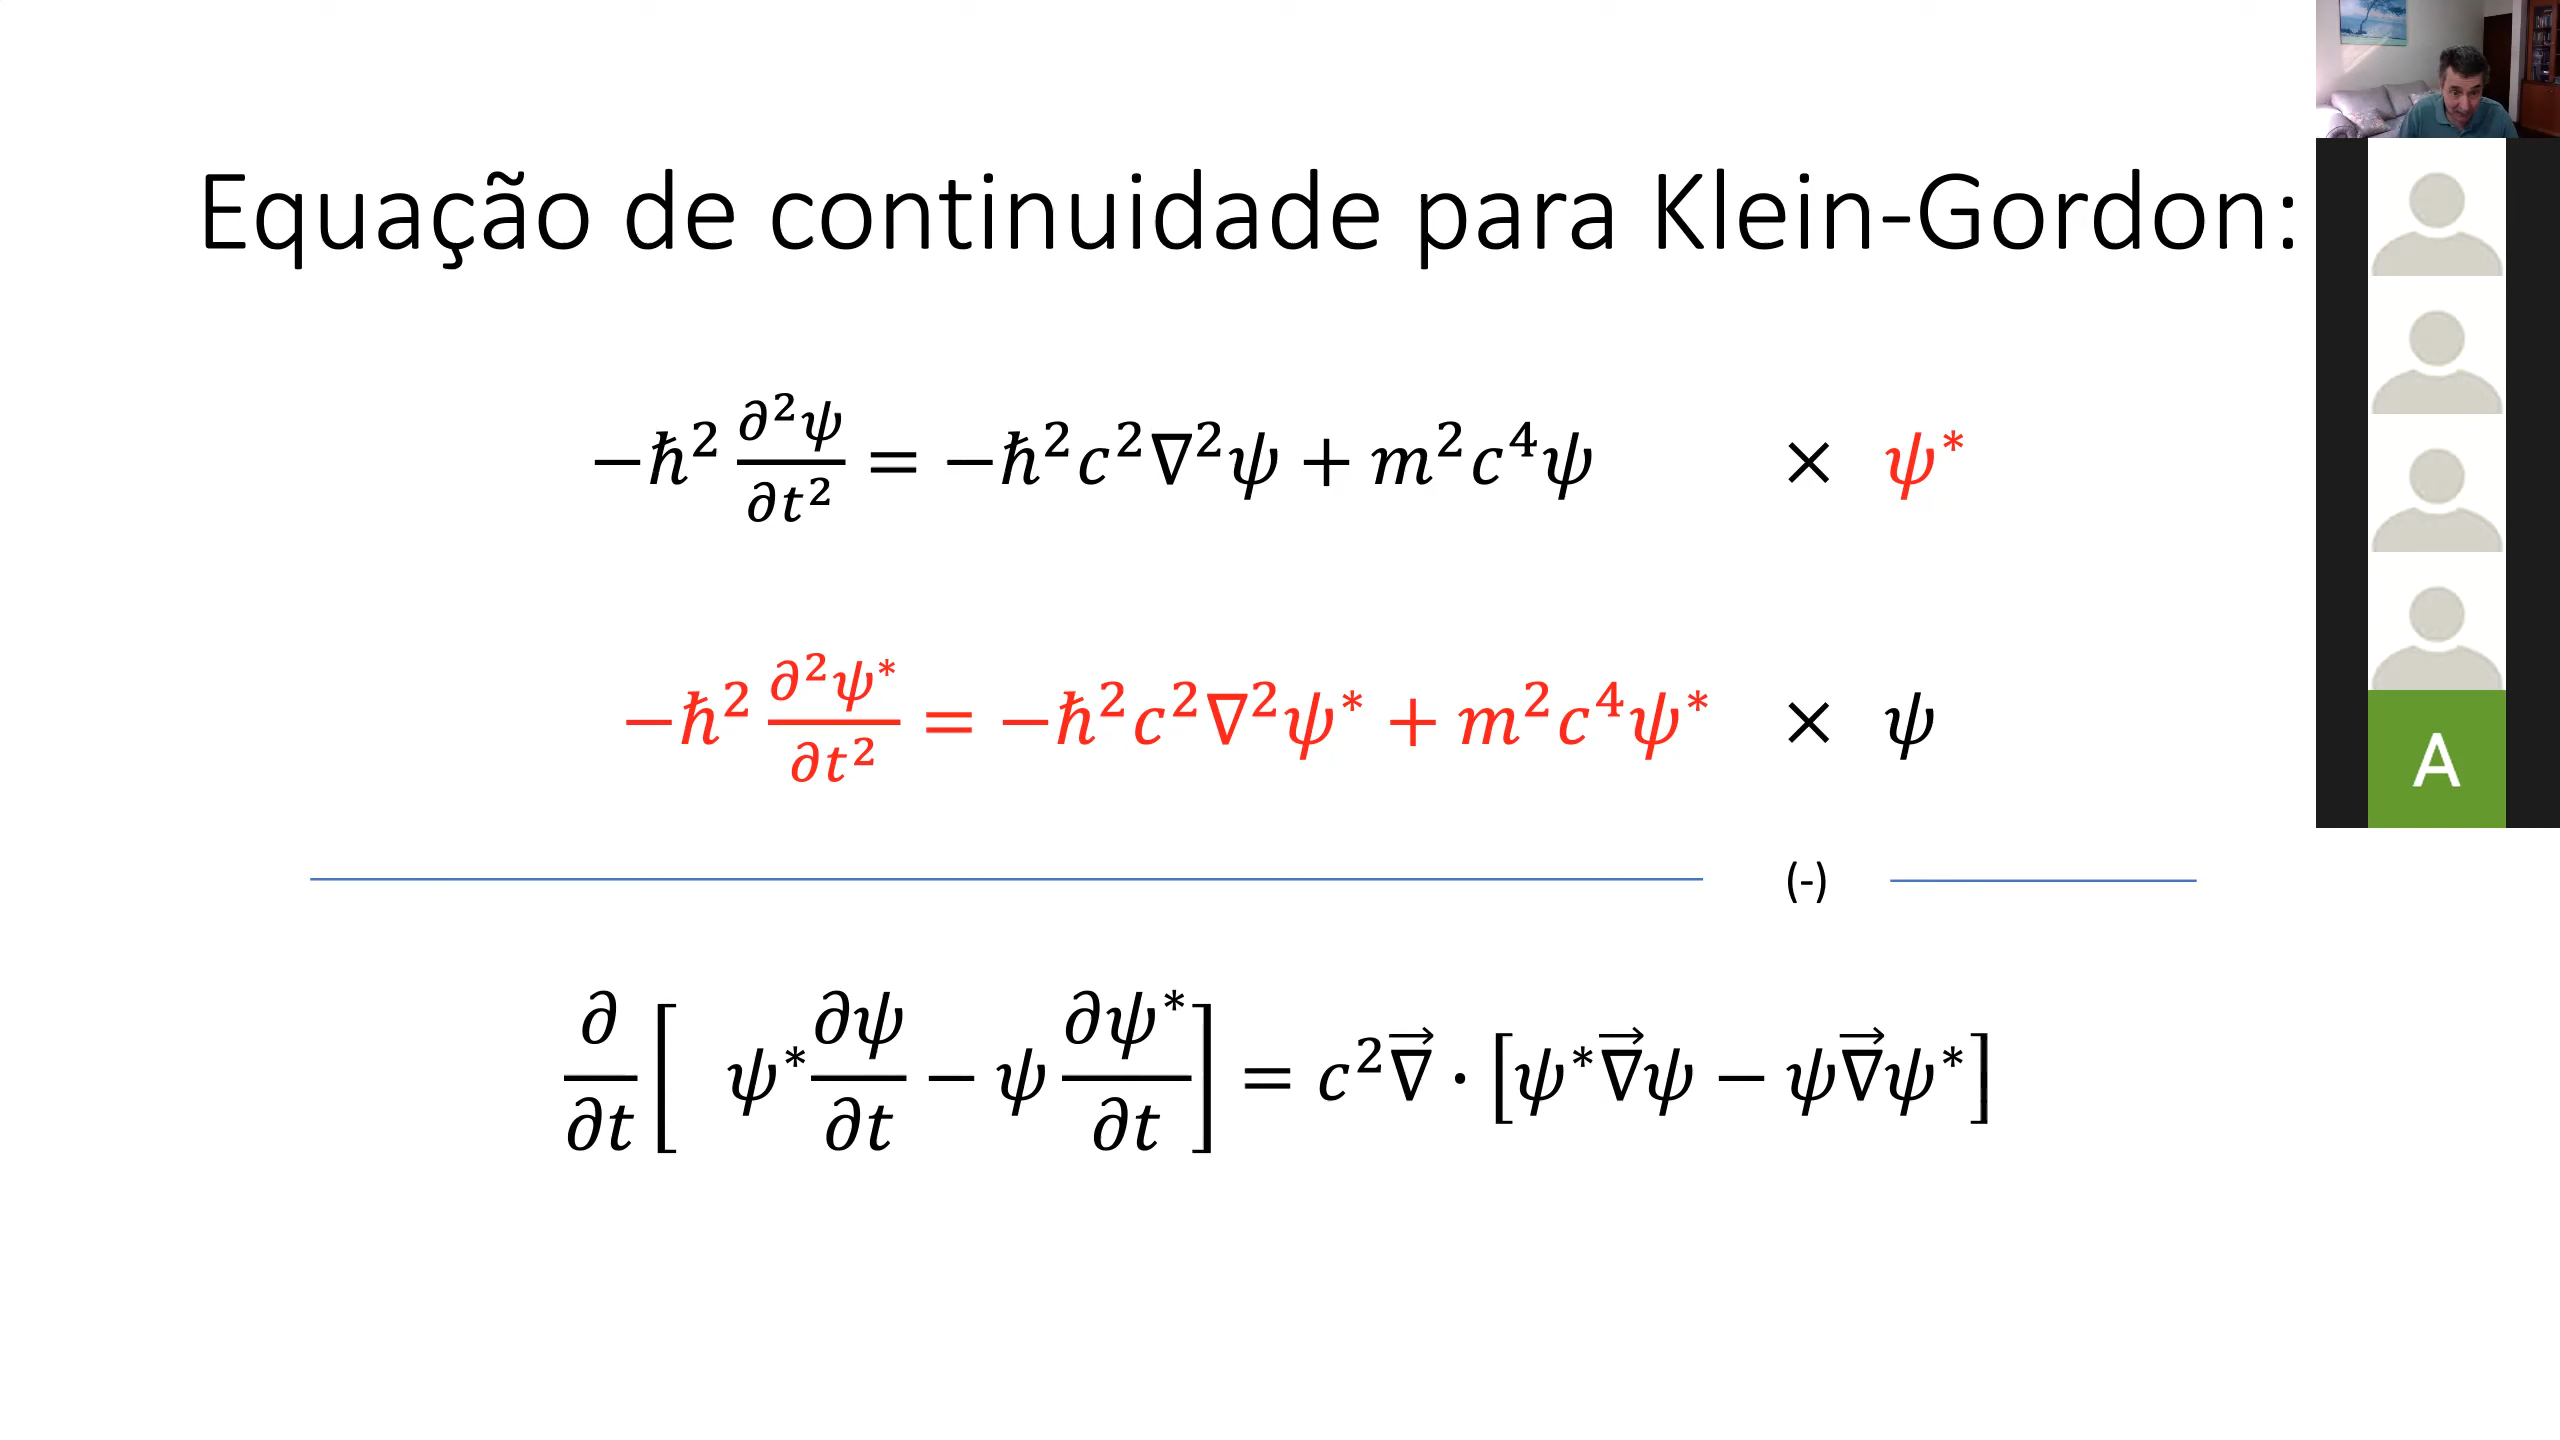 Equação de continuidade para Klein-Gordon:
−ℏ² ∂²ψ/∂t² = −ℏ²c²∇²ψ + m²c⁴ψ × ψ*
−ℏ² ∂²ψ*/∂t² = −ℏ²c²∇²ψ* + m²c⁴ψ* × ψ
A
(-)
∂/∂t [ ψ* ∂ψ/∂t − ψ ∂ψ*/∂t ] = c²∇⃗ · [ψ*∇⃗ψ − ψ∇⃗ψ*]